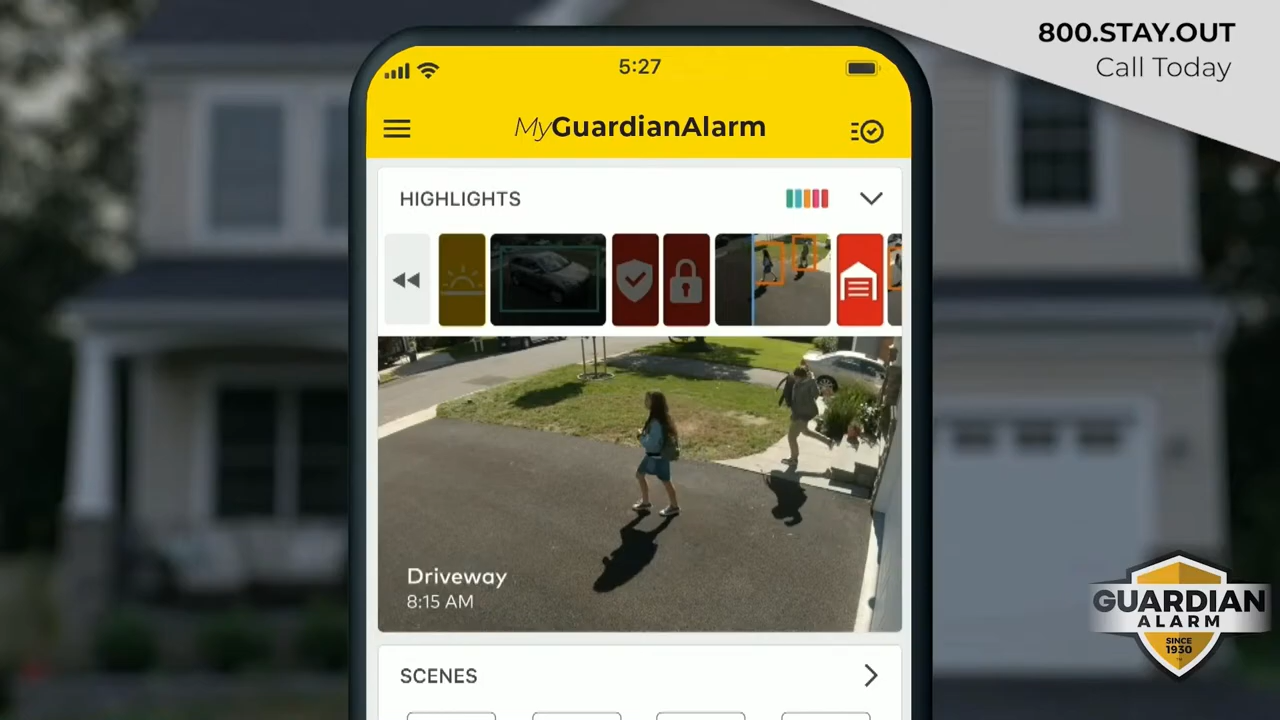 800.STAY.OUT
Call Today
5:27
MyGuardianAlarm
HIGHLIGHTS
Driveway
8:15 AM
SCENES
GUARDIAN
ALARM
SINCE
1930